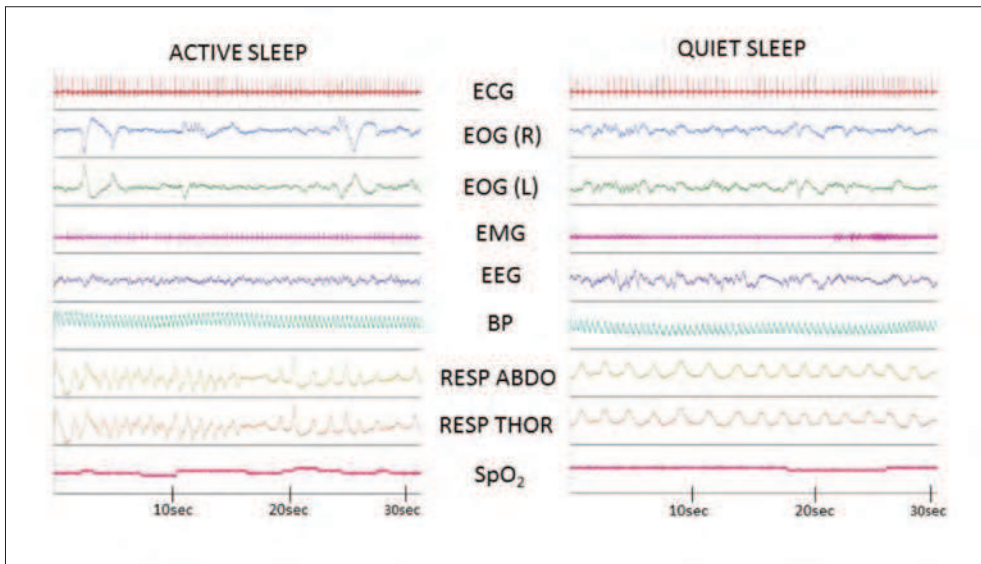 ACTIVE SLEEP
QUIET SLEEP
ECG
EOG (R)
EOG (L)
EMG
EEG
BP
RESP ABDO
RESP THOR
SpO₂
10sec 20sec 30sec
10sec 20sec 30sec